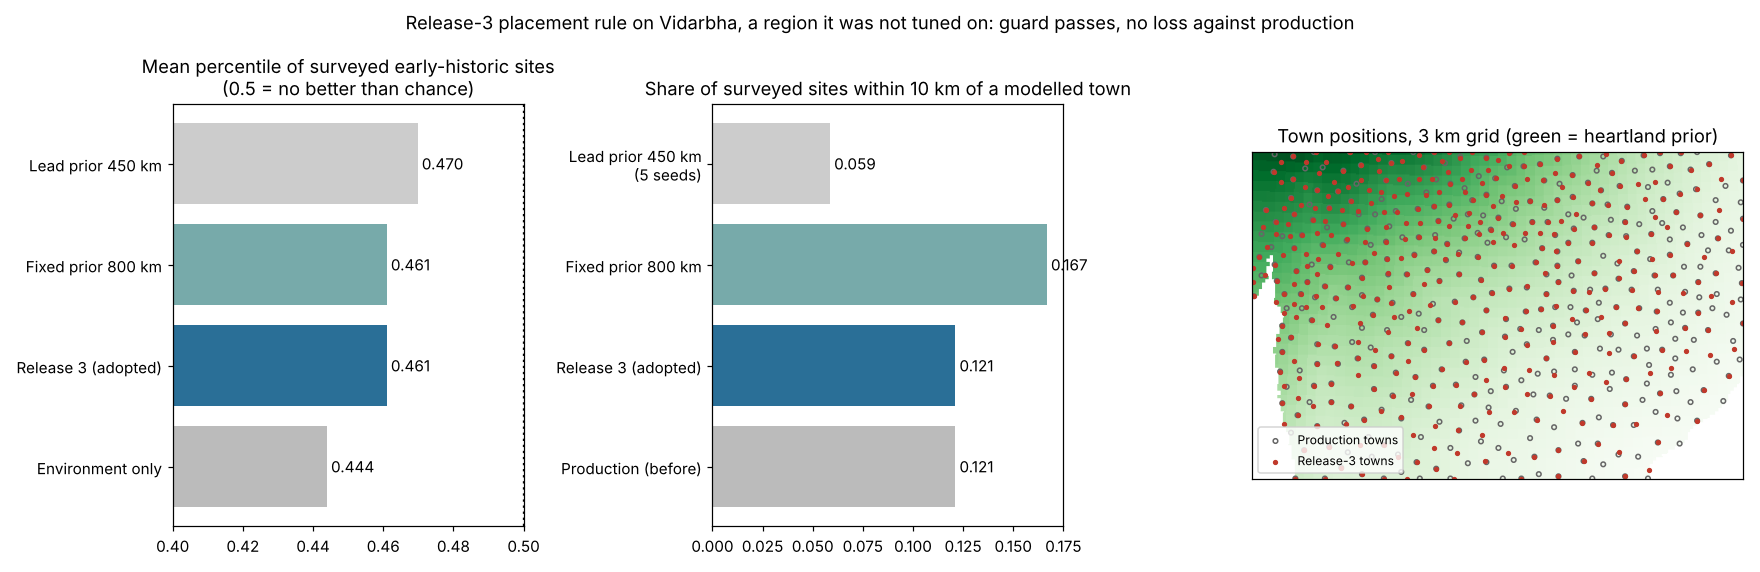 Release-3 placement rule on Vidarbha, a region it was not tuned on: guard passes, no loss against production
Mean percentile of surveyed early-historic sites
(0.5 = no better than chance)
Lead prior 450 km
0.470
Fixed prior 800 km
0.461
Release 3 (adopted)
0.461
Environment only
0.444
0.40 0.42 0.44 0.46 0.48 0.50
Share of surveyed sites within 10 km of a modelled town
Lead prior 450 km
(5 seeds)
0.059
Fixed prior 800 km
0.167
Release 3 (adopted)
0.121
Production (before)
0.121
0.000 0.025 0.050 0.075 0.100 0.125 0.150 0.175
Town positions, 3 km grid (green = heartland prior)
Production towns
Release-3 towns